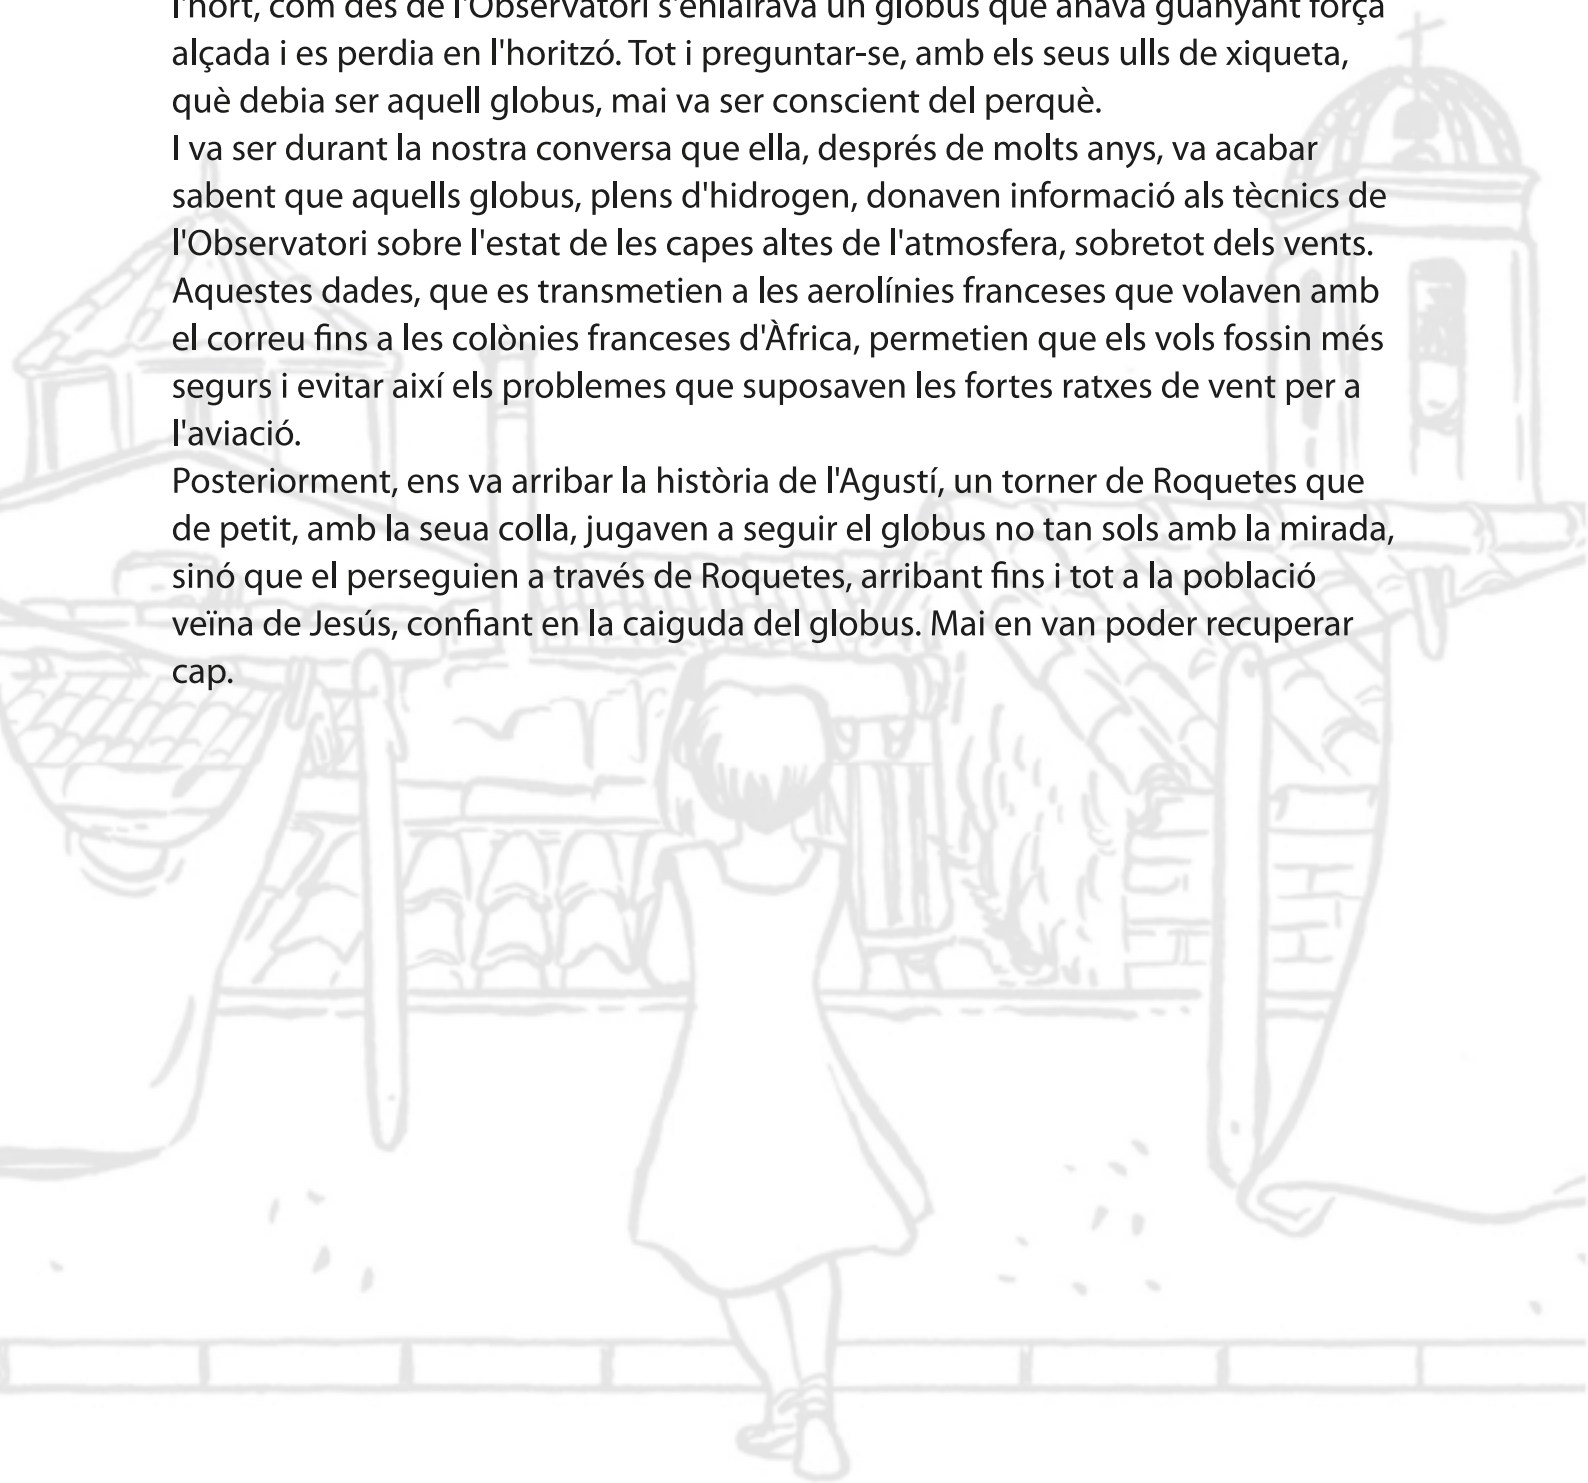 l'hort, com des de l'Observatori s'enlairava un globus que anava guanyant força
alçada i es perdia en l'horitzó. Tot i preguntar-se, amb els seus ulls de xiqueta,
què debia ser aquell globus, mai va ser conscient del perquè.
I va ser durant la nostra conversa que ella, després de molts anys, va acabar
sabent que aquells globus, plens d'hidrogen, donaven informació als tècnics de
l'Observatori sobre l'estat de les capes altes de l'atmosfera, sobretot dels vents.
Aquestes dades, que es transmetien a les aerolínies franceses que volaven amb
el correu fins a les colònies franceses d'Àfrica, permetien que els vols fossin més
segurs i evitar així els problemes que suposaven les fortes ratxes de vent per a
l'aviació.
Posteriorment, ens va arribar la història de l'Agustí, un torner de Roquetes que
de petit, amb la seua colla, jugaven a seguir el globus no tan sols amb la mirada,
sinó que el perseguien a través de Roquetes, arribant fins i tot a la població
veïna de Jesús, confiant en la caiguda del globus. Mai en van poder recuperar
cap.